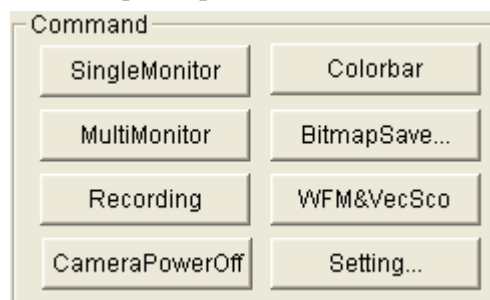 Command
SingleMonitor Colorbar
MultiMonitor BitmapSave...
Recording WFM&VecSco
CameraPowerOff Setting...